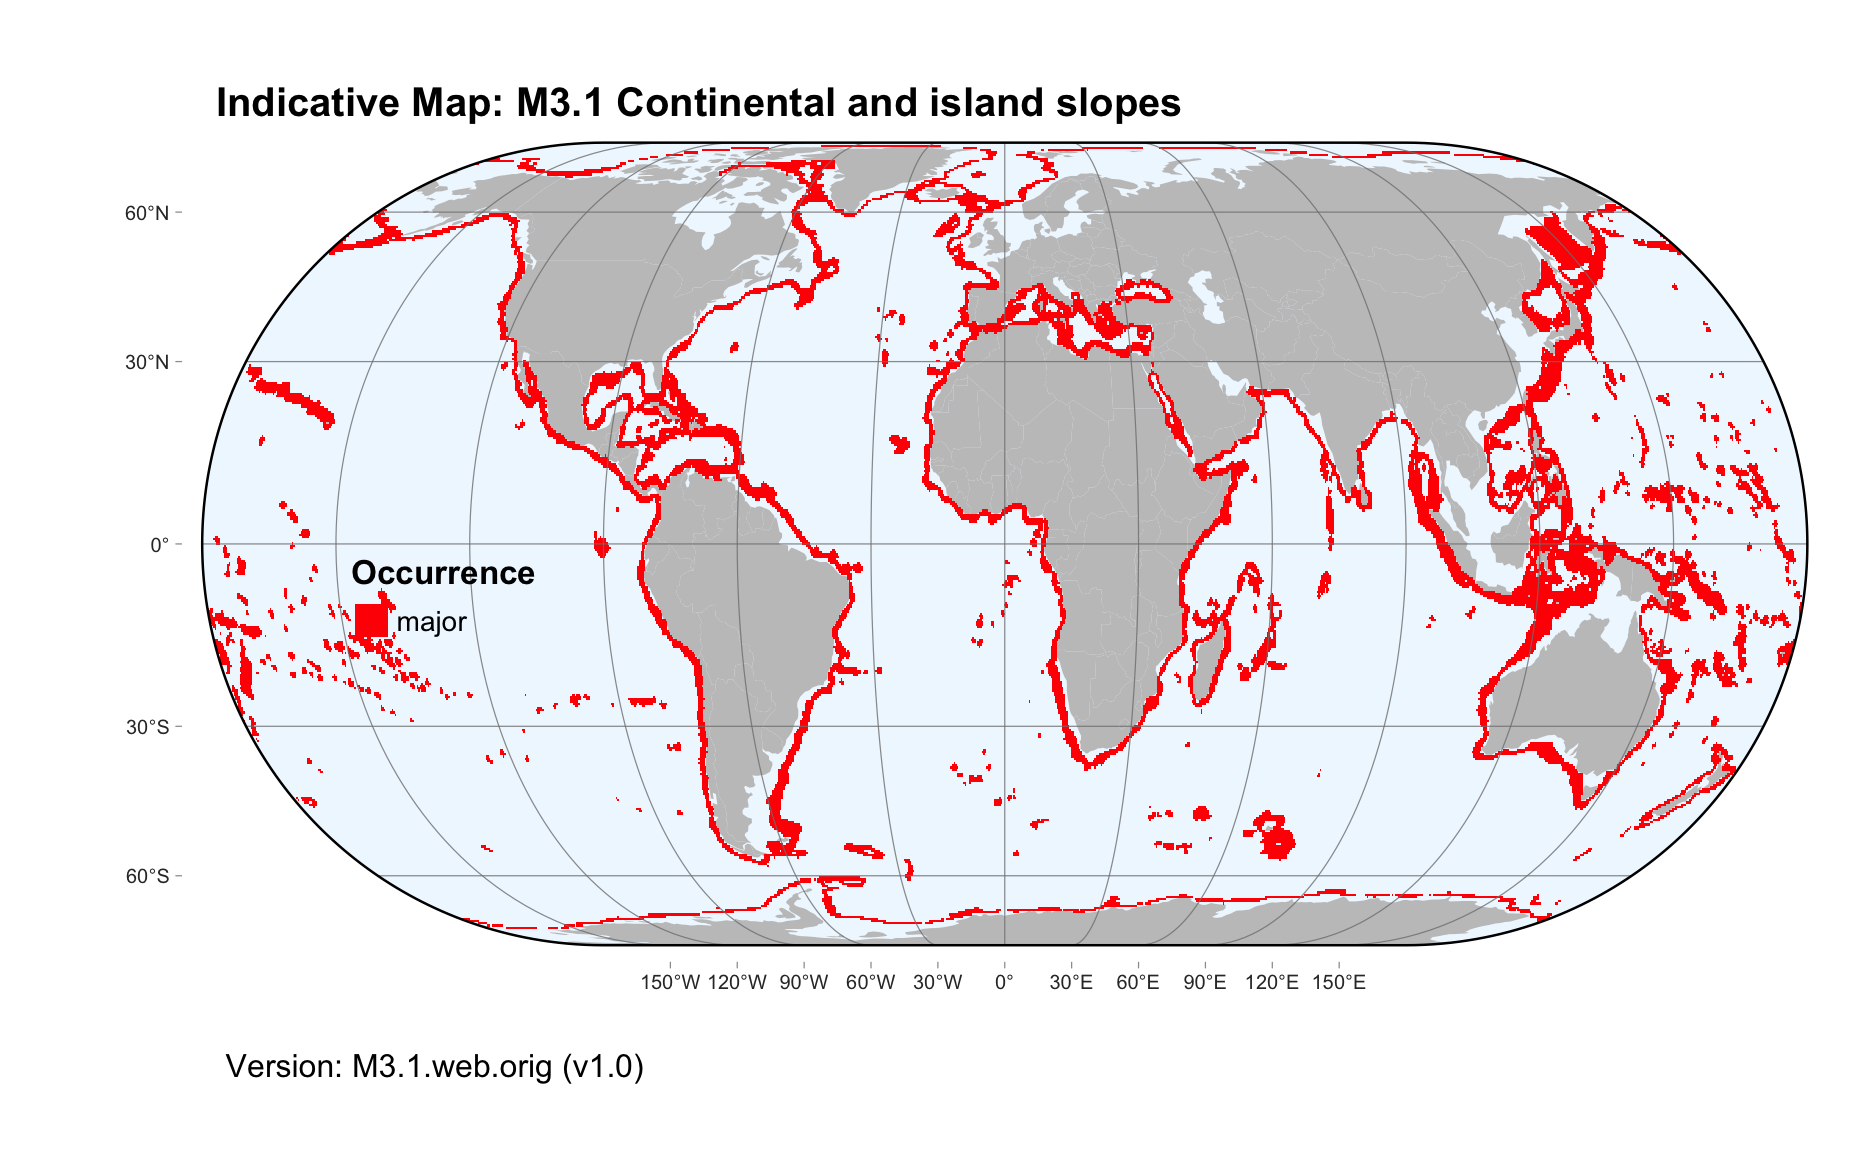 Indicative Map: M3.1 Continental and island slopes
60°N
30°N
0°
30°S
60°S
Occurrence
major
150°W 120°W 90°W 60°W 30°W 0° 30°E 60°E 90°E 120°E 150°E
Version: M3.1.web.orig (v1.0)